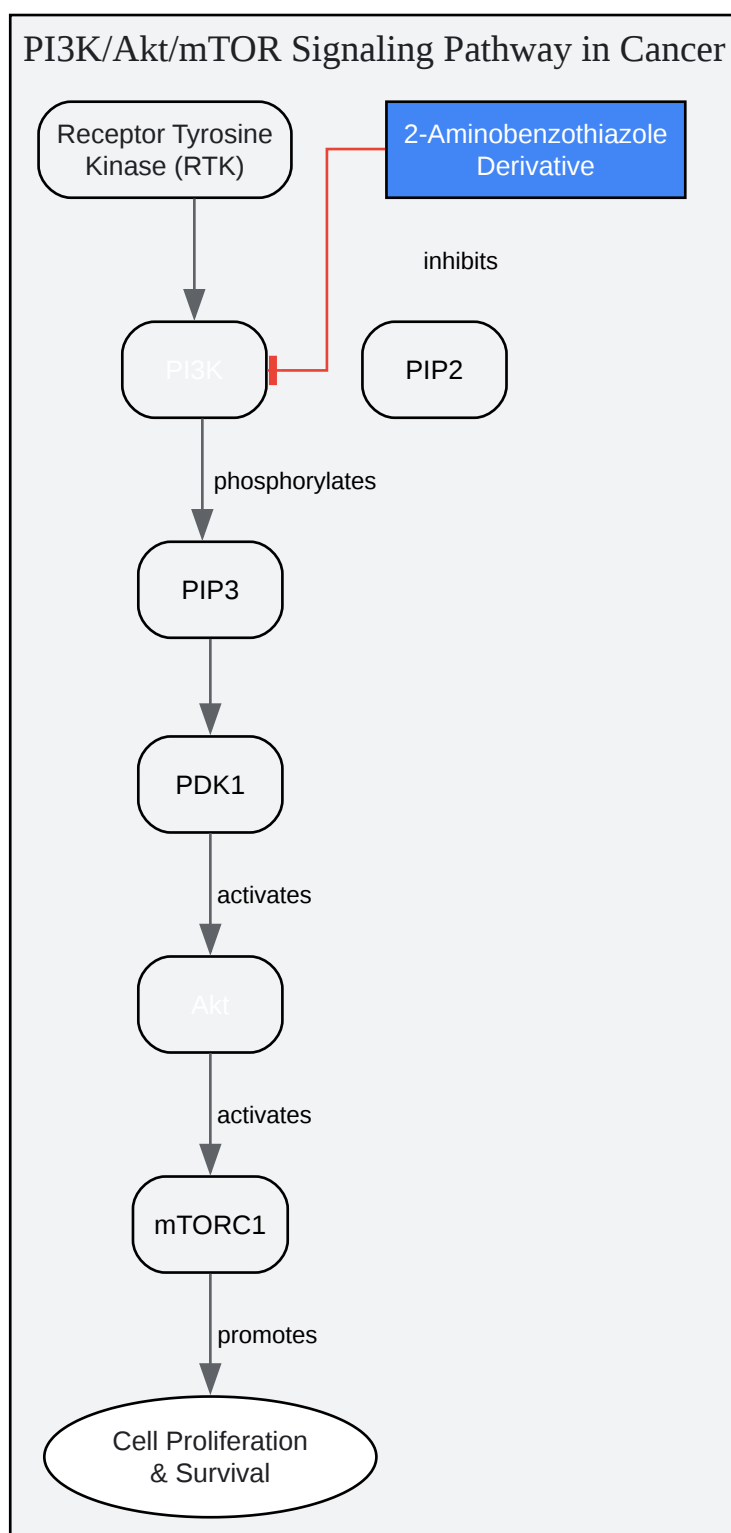 PI3K/Akt/mTOR Signaling Pathway in Cancer
Receptor Tyrosine
Kinase (RTK)
2-Aminobenzothiazole
Derivative
inhibits
PI3K
PIP2
phosphorylates
PIP3
PDK1
activates
Akt
activates
mTORC1
promotes
Cell Proliferation
& Survival